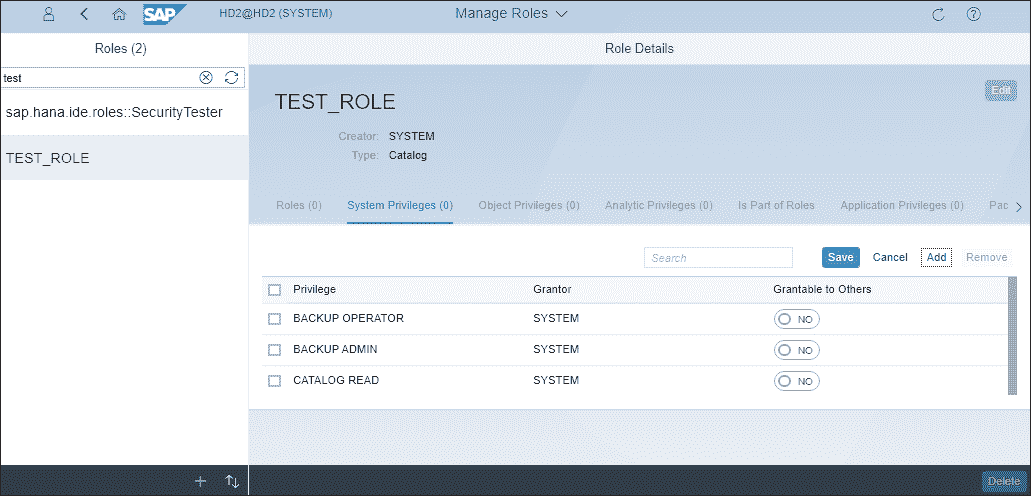 SAP HD2@HD2 (SYSTEM) Manage Roles
Roles (2)
Role Details
test
sap.hana.ide.roles::SecurityTester
TEST_ROLE
TEST_ROLE
Edit
Creator: SYSTEM
Type: Catalog
Roles (0) System Privileges (0) Object Privileges (0) Analytic Privileges (0) Is Part of Roles Application Privileges (0) Pac
Search Save Cancel Add Remove
Privilege Grantor Grantable to Others
BACKUP OPERATOR SYSTEM NO
BACKUP ADMIN SYSTEM NO
CATALOG READ SYSTEM NO
Delete